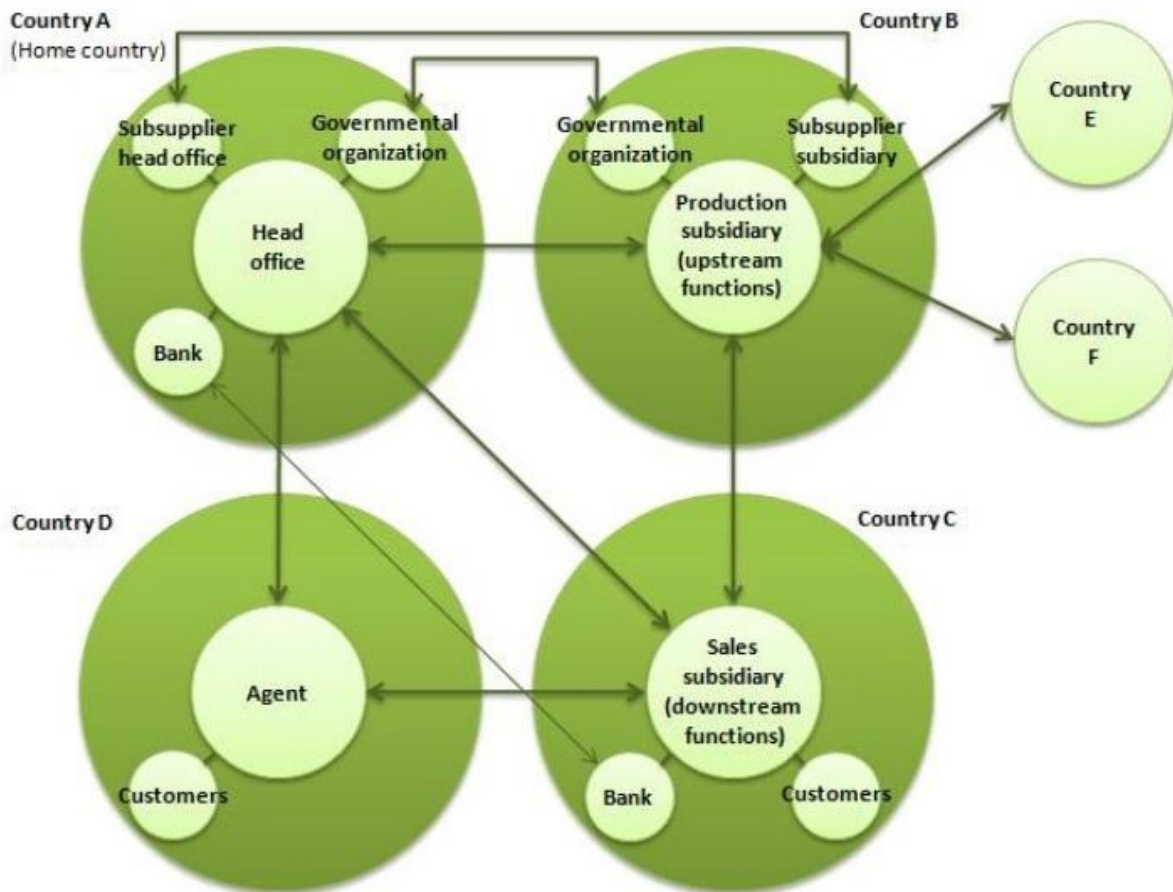 Country A
(Home country)
Country B
Subsupplier
head office
Governmental
organization
Governmental
organization
Subsupplier
subsidiary
Country
E
Head
office
Production
subsidiary
(upstream
functions)
Bank
Country
F
Country D
Country C
Agent
Sales
subsidiary
(downstream
functions)
Customers
Bank
Customers